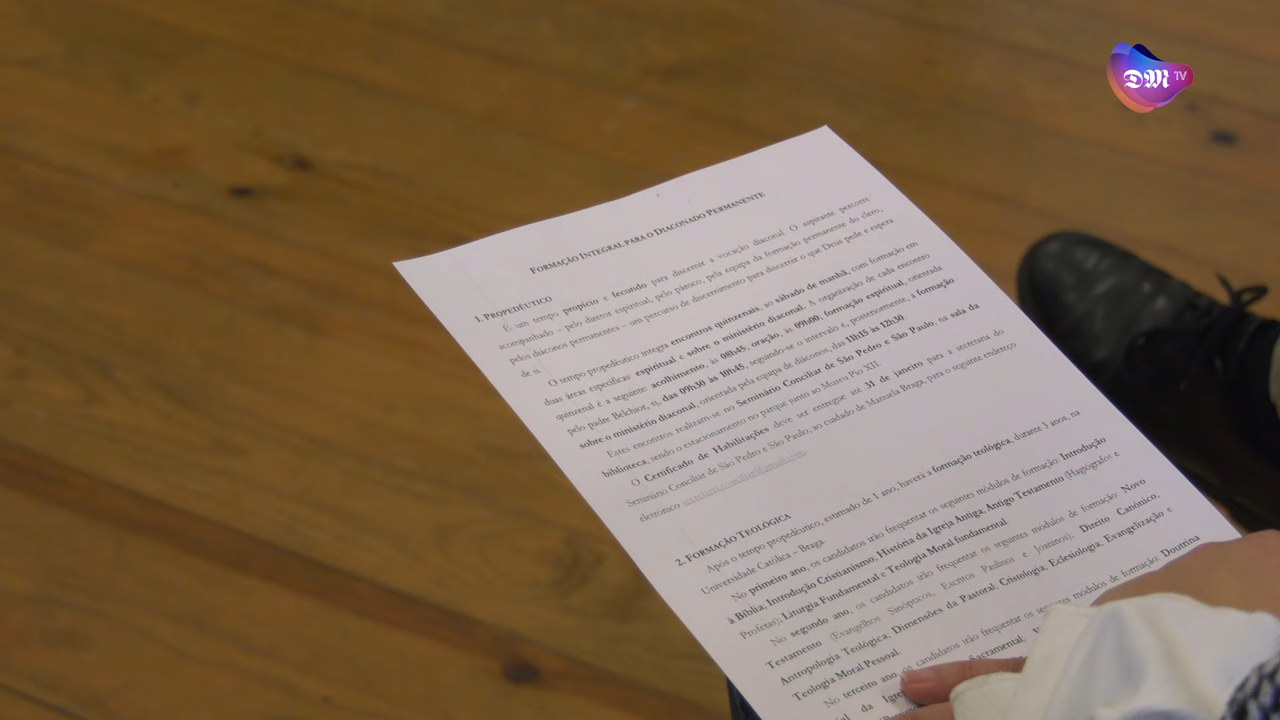 DM TV
FORMAÇÃO INTEGRAL PARA O DIACONADO PERMANENTE
1. PROPEDÊUTICO
É um tempo propício e fecundo para discernir a vocação diaconal. O aspirante percorre
acompanhado – pelo diretor espiritual, pelo pároco, pela equipa da formação permanente do clero,
pelos diáconos permanentes – um percurso de discernimento para discernir o que Deus pede e espera
de si.
O tempo propedêutico integra encontros quinzenais, ao sábado de manhã, com formação em
duas áreas específicas: espiritual e sobre o ministério diaconal. A organização de cada encontro
quinzenal é a seguinte: acolhimento, às 08h45; oração, às 09h00; formação espiritual, orientada
pelo padre Belchior, sj, das 09h30 às 10h45, seguindo-se o intervalo e, posteriormente, a formação
sobre o ministério diaconal, orientada pela equipa de diáconos, das 11h15 às 12h30.
Estes encontros realizam-se no Seminário Conciliar de São Pedro e São Paulo, na sala da
biblioteca, sendo o estacionamento no parque junto ao Museu Pio XII.
O Certificado de Habilitações deve ser entregue até 31 de janeiro para a secretaria do
Seminário Conciliar de São Pedro e São Paulo, ao cuidado de Manuela Braga, para o seguinte endereço
eletrónico
2. FORMAÇÃO TEOLÓGICA
Após o tempo propedêutico, estimado de 1 ano, haverá a formação teológica, durante 3 anos, na
Universidade Católica – Braga.
No primeiro ano, os candidatos irão frequentar os seguintes módulos de formação: Introdução
à Bíblia; Introdução Cristianismo; História da Igreja Antiga; Antigo Testamento (Hagiógrafos e
Profetas); Liturgia Fundamental e Teologia Moral fundamental.
No segundo ano, os candidatos irão frequentar os seguintes módulos de formação: Novo
Testamento (Evangelhos Sinópticos, Escritos Paulinos e Joaninos); Direito Canónico;
Antropologia Teológica; Dimensões da Pastoral; Cristologia; Eclesiologia; Evangelização e
Teologia Moral Pessoal.
No terceiro ano, os candidatos irão frequentar os seguintes módulos de formação: Doutrina
da Igreja Sacramental;